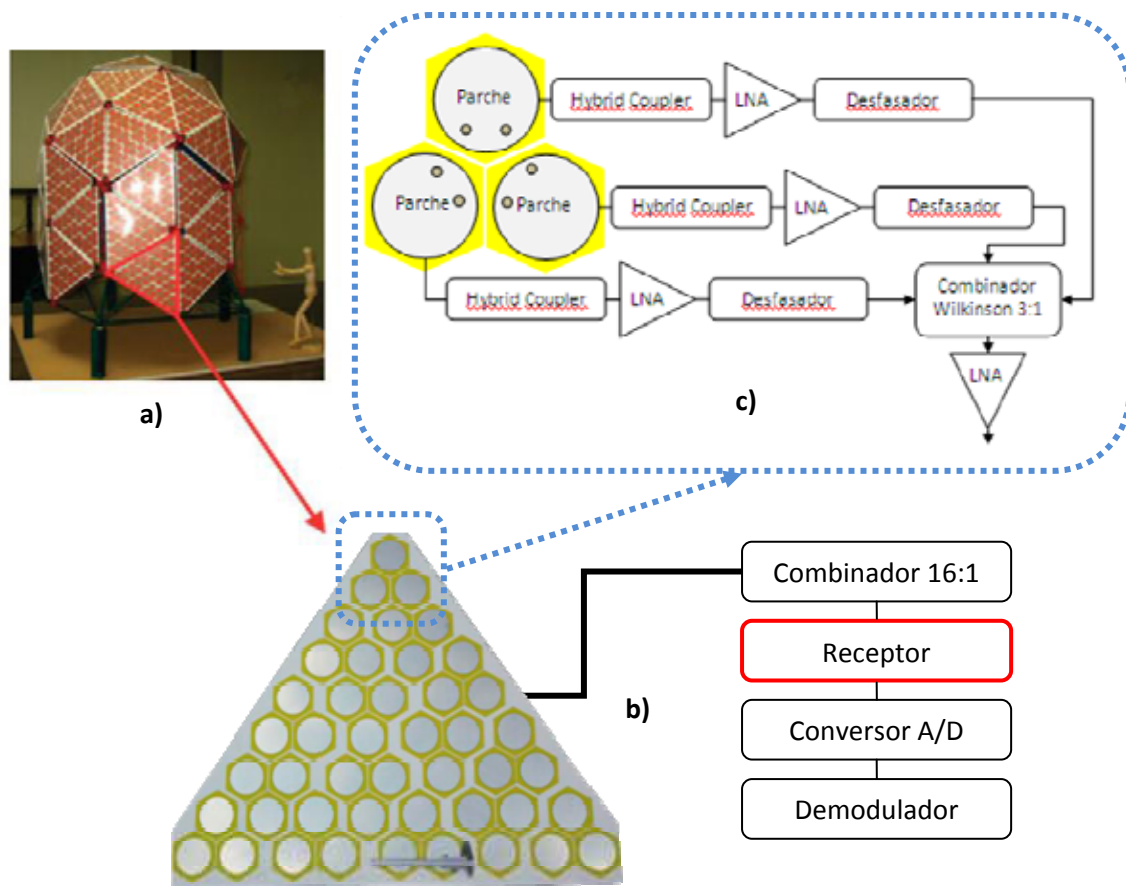 Parche
Hybrid Coupler
LNA
Desfasador
Parche
Parche
Hybrid Coupler
LNA
Desfasador
Hybrid Coupler
LNA
Desfasador
Combinador
Wilkinson 3:1
LNA
a)
c)
Combinador 16:1
Receptor
b)
Conversor A/D
Demodulador